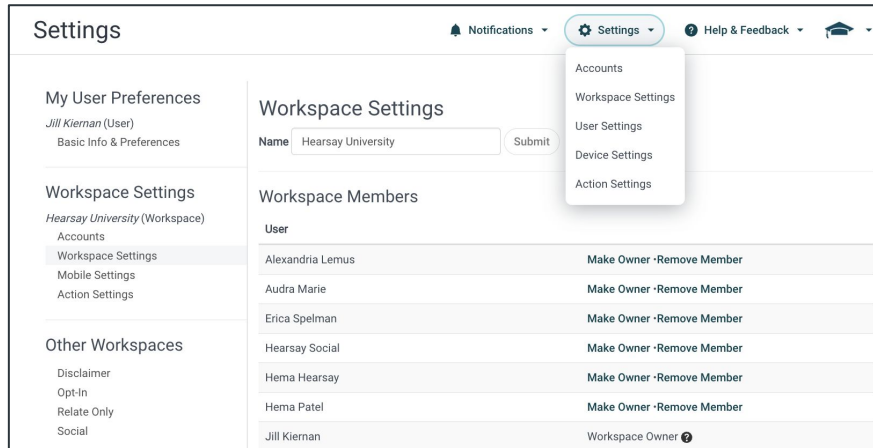 Settings
Notifications
Settings
Help & Feedback
Accounts
Workspace Settings
User Settings
Device Settings
Action Settings
My User Preferences
Jill Kiernan (User)
Basic Info & Preferences
Workspace Settings
Hearsay University (Workspace)
Accounts
Workspace Settings
Mobile Settings
Action Settings
Other Workspaces
Disclaimer
Opt-In
Relate Only
Social
Workspace Settings
Name Hearsay University Submit
Workspace Members
User
Alexandria Lemus Make Owner ·Remove Member
Audra Marie Make Owner ·Remove Member
Erica Spelman Make Owner ·Remove Member
Hearsay Social Make Owner ·Remove Member
Hema Hearsay Make Owner ·Remove Member
Hema Patel Make Owner ·Remove Member
Jill Kiernan Workspace Owner ?